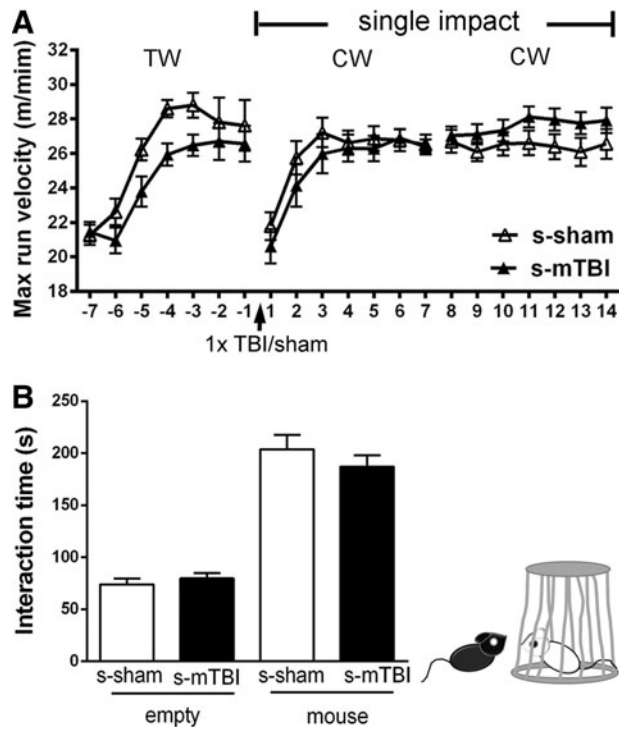 A
single impact
TW CW CW
Max run velocity (m/mim)
32
30
28
26
24
22
20
18
s-sham
s-mTBI
-7 -6 -5 -4 -3 -2 -1 1 2 3 4 5 6 7 8 9 10 11 12 13 14
1x TBI/sham
B
Interaction time (s)
250
200
150
100
50
0
s-sham s-mTBI s-sham s-mTBI
empty mouse